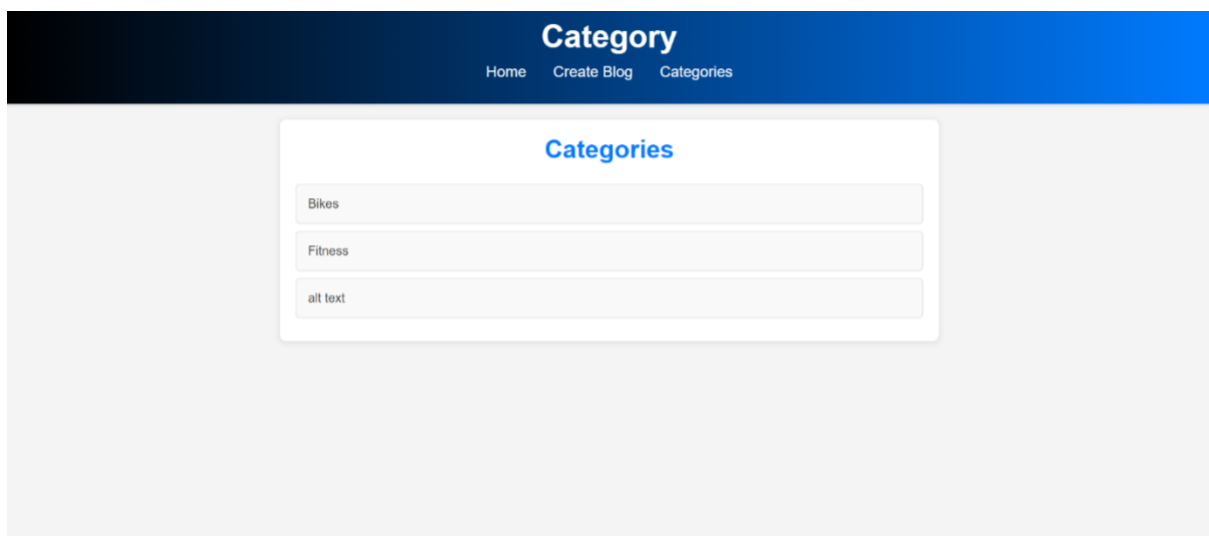 Category
Home Create Blog Categories
Categories
Bikes
Fitness
alt text